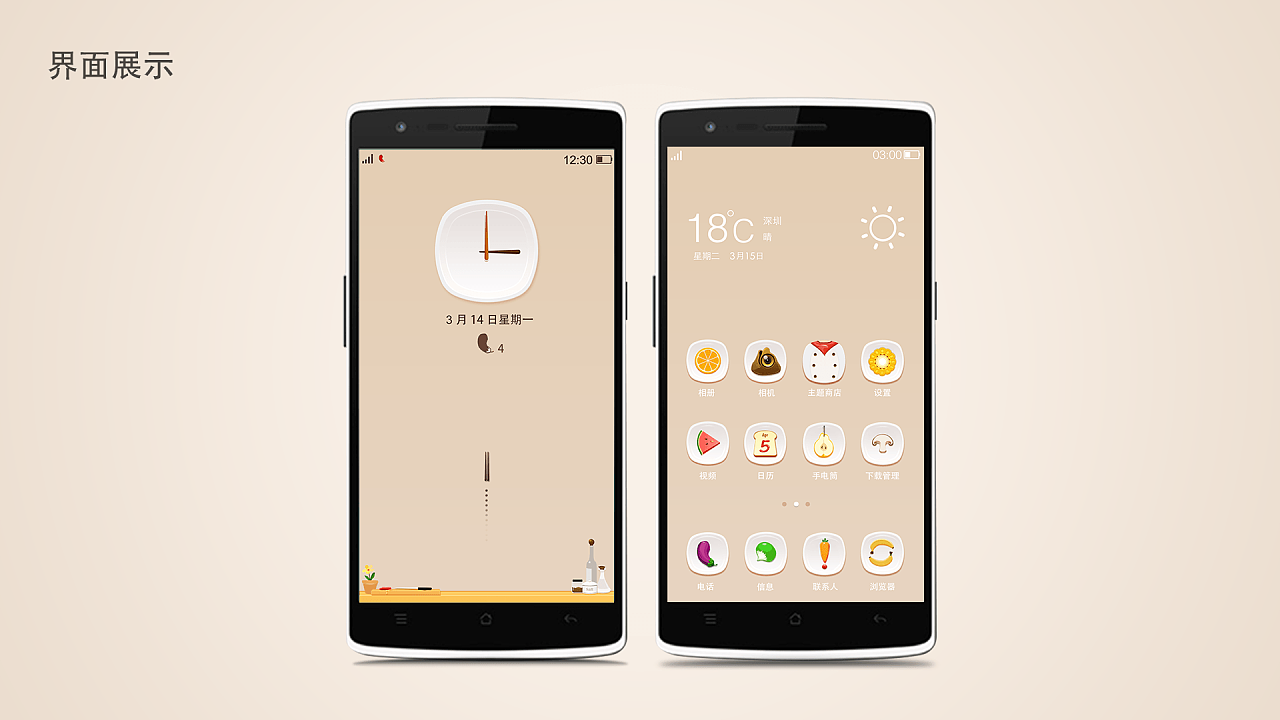 界面展示
12:30
3 月 14 日星期一
4
03:00
18°C
深圳
晴
星期二 3月15日
相册 相机 主题商店 设置
Apr
5
视频 日历 手电筒 下载管理
电话 信息 联系人 浏览器